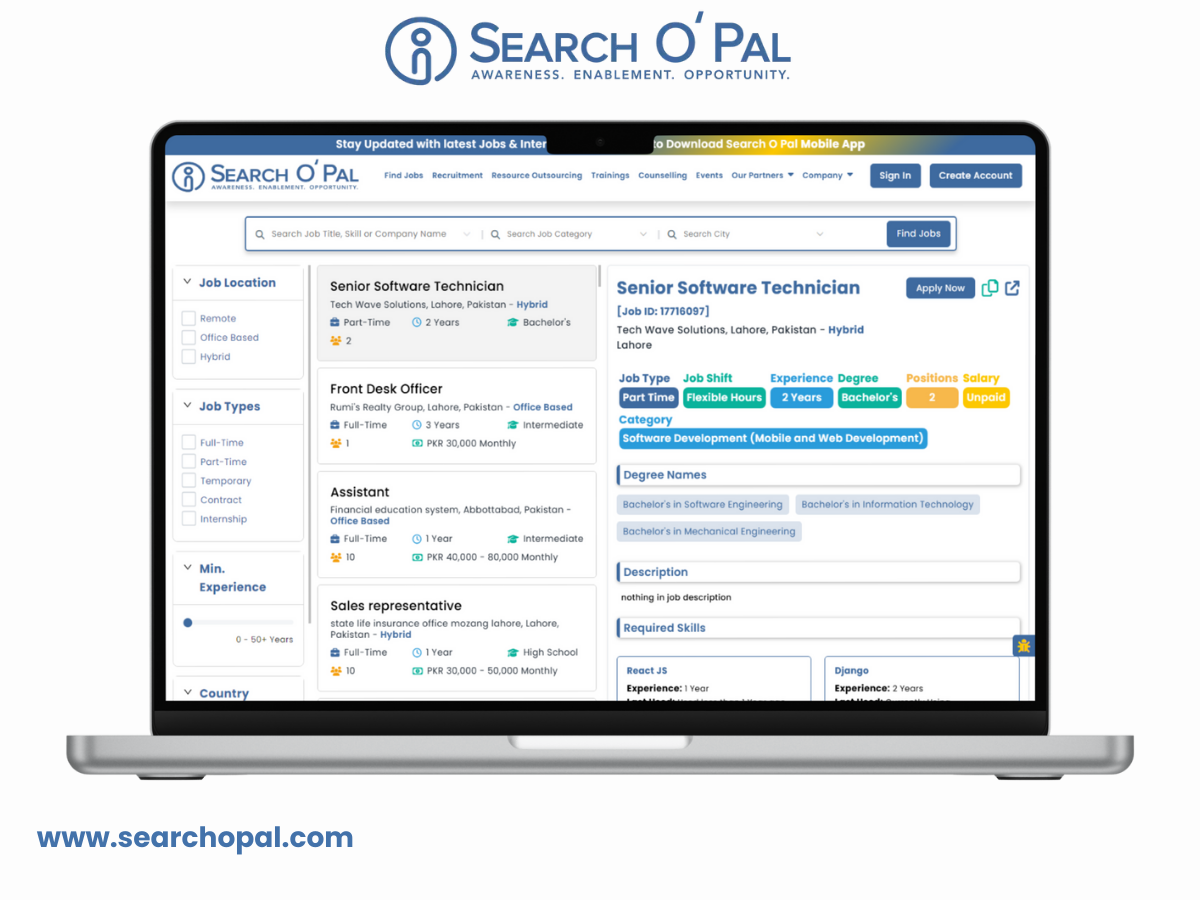 SEARCH O'PAL
AWARENESS. ENABLEMENT. OPPORTUNITY.
Stay Updated with latest Jobs & Inter
to Download Search O Pal Mobile App
SEARCH O'PAL
AWARENESS. ENABLEMENT. OPPORTUNITY.
Find Jobs Recruitment Resource Outsourcing Trainings Counselling Events Our Partners Company Sign In Create Account
Search Job Title, Skill or Company Name Search Job Category Search City Find Jobs
Job Location
Remote
Office Based
Hybrid
Job Types
Full-Time
Part-Time
Temporary
Contract
Internship
Min.
Experience
0 - 50+ Years
Country
Senior Software Technician
Tech Wave Solutions, Lahore, Pakistan - Hybrid
Part-Time 2 Years Bachelor's
2
Front Desk Officer
Rumi's Realty Group, Lahore, Pakistan - Office Based
Full-Time 3 Years Intermediate
1 PKR 30,000 Monthly
Assistant
Financial education system, Abbottabad, Pakistan -
Office Based
Full-Time 1 Year Intermediate
10 PKR 40,000 - 80,000 Monthly
Sales representative
state life insurance office mozang lahore, Lahore,
Pakistan - Hybrid
Full-Time 1 Year High School
10 PKR 30,000 - 50,000 Monthly
Senior Software Technician Apply Now
[Job ID: 17716097]
Tech Wave Solutions, Lahore, Pakistan - Hybrid
Lahore
Job Type Job Shift Experience Degree Positions Salary
Part Time Flexible Hours 2 Years Bachelor's 2 Unpaid
Category
Software Development (Mobile and Web Development)
Degree Names
Bachelor's in Software Engineering Bachelor's in Information Technology
Bachelor's in Mechanical Engineering
Description
nothing in job description
Required Skills
React JS Django
Experience: 1 Year Experience: 2 Years
www.searchopal.com